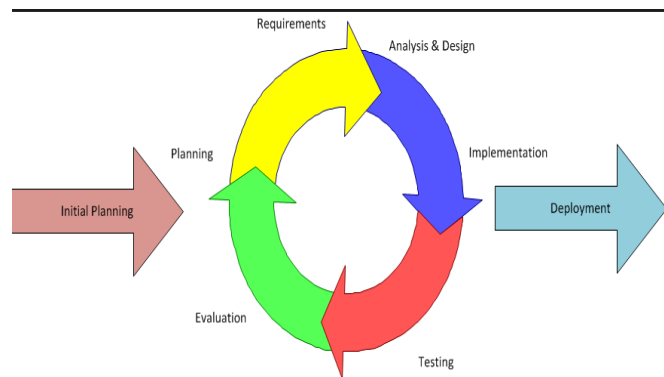 Requirements
Analysis & Design
Planning
Implementation
Initial Planning
Deployment
Evaluation
Testing